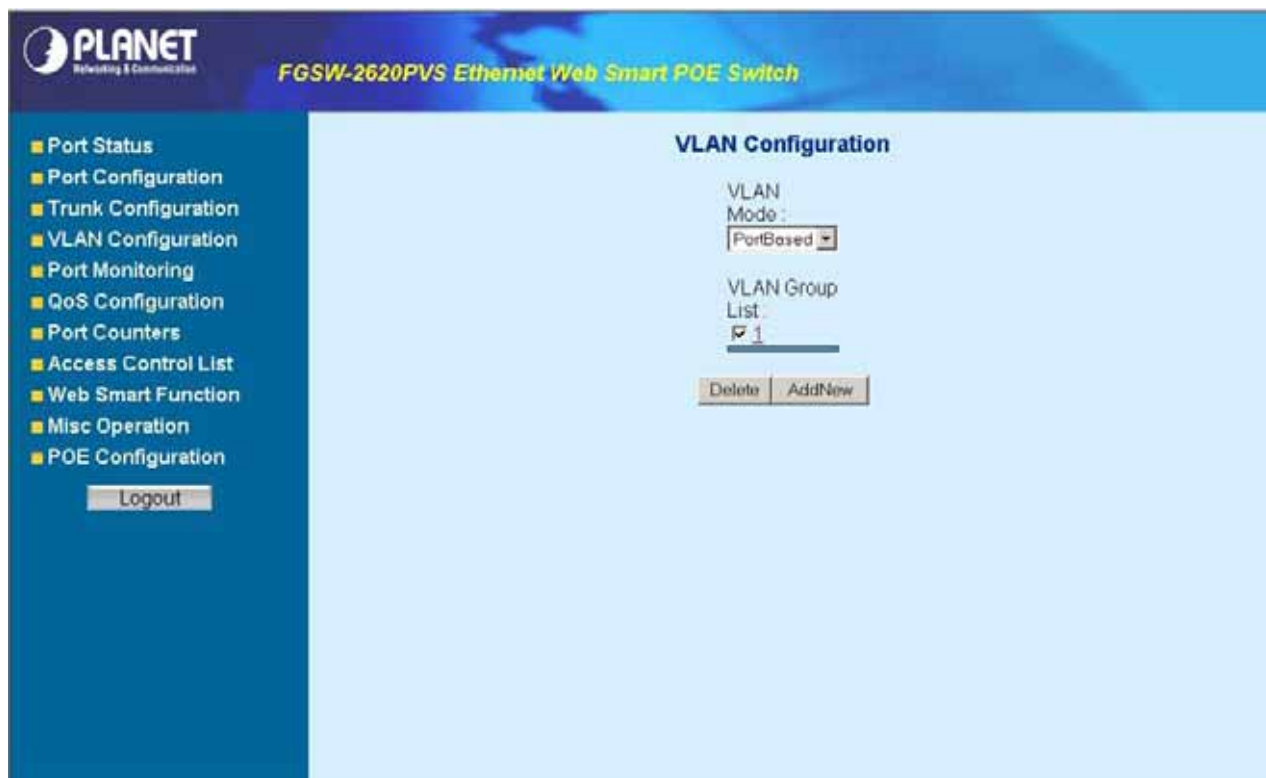 PLANET
Networking & Communication
FGSW-2620PVS Ethernet Web Smart POE Switch
Port Status
Port Configuration
Trunk Configuration
VLAN Configuration
Port Monitoring
QoS Configuration
Port Counters
Access Control List
Web Smart Function
Misc Operation
POE Configuration
Logout
VLAN Configuration
VLAN
Mode :
PortBased
VLAN Group
List :
1
Delete AddNew